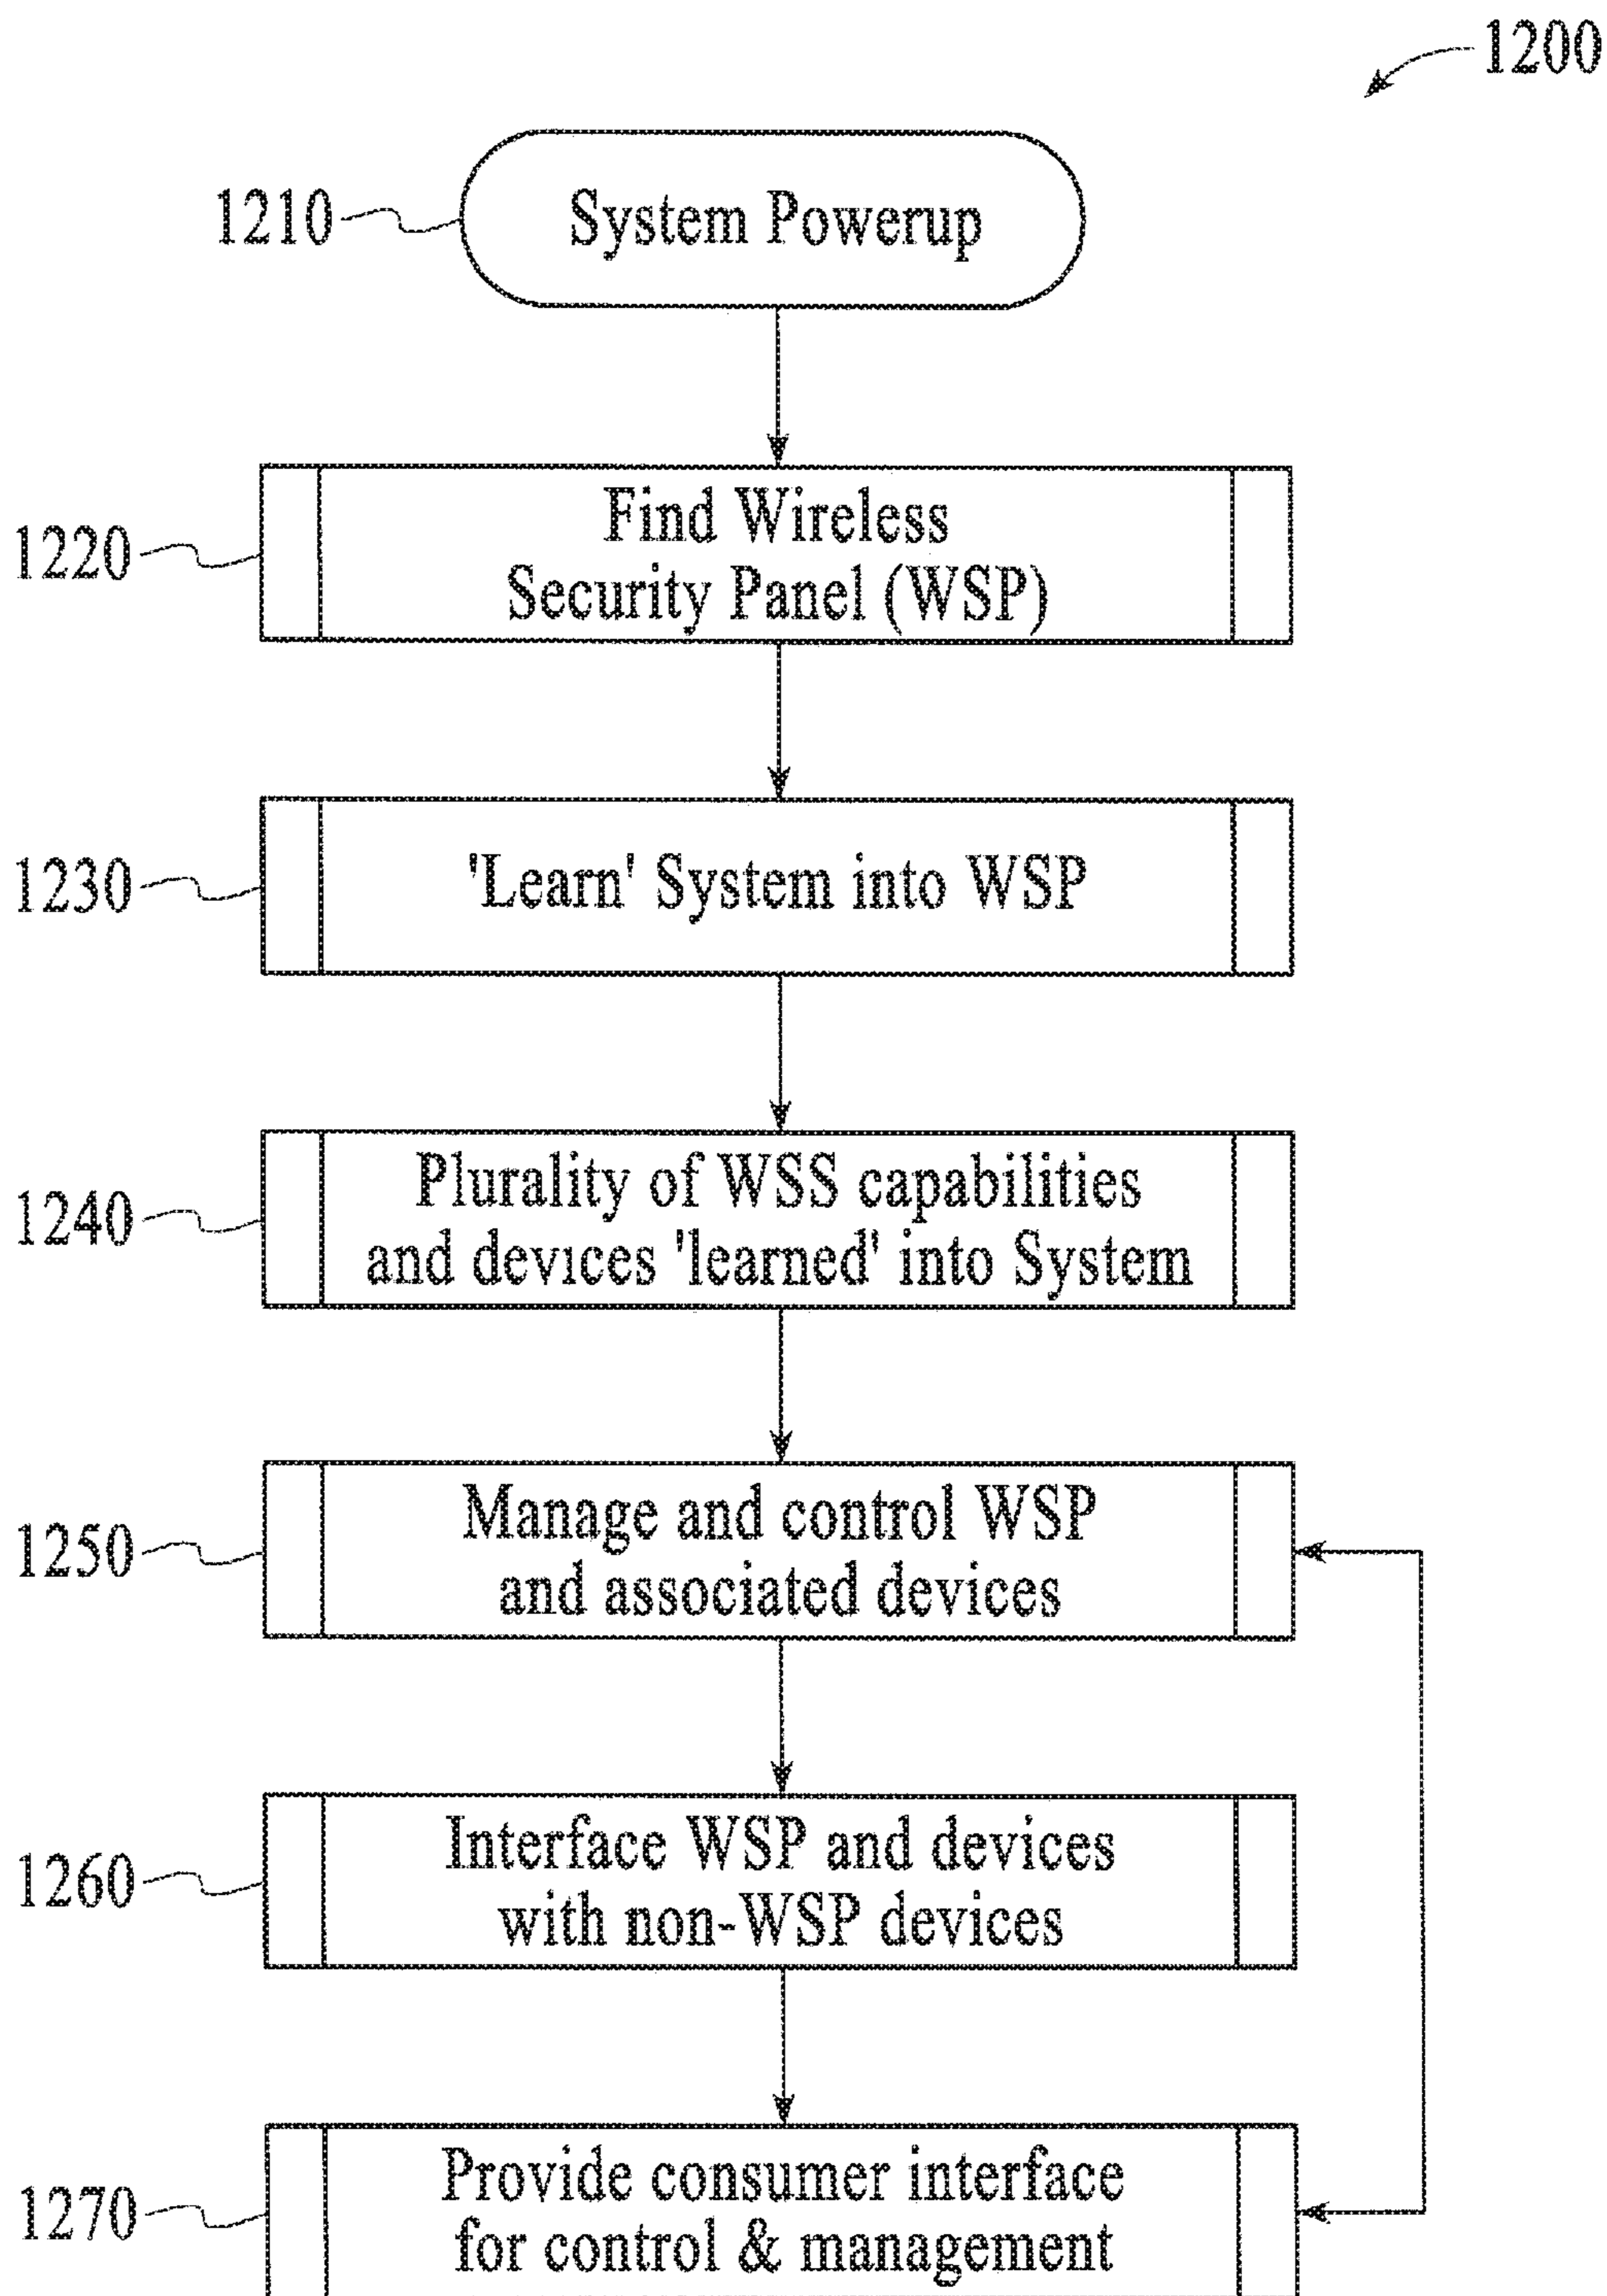 1200
1210
System Powerup
1220
Find Wireless
Security Panel (WSP)
1230
'Learn' System into WSP
1240
Plurality of WSS capabilities
and devices 'learned' into System
1250
Manage and control WSP
and associated devices
1260
Interface WSP and devices
with non-WSP devices
1270
Provide consumer interface
for control & management